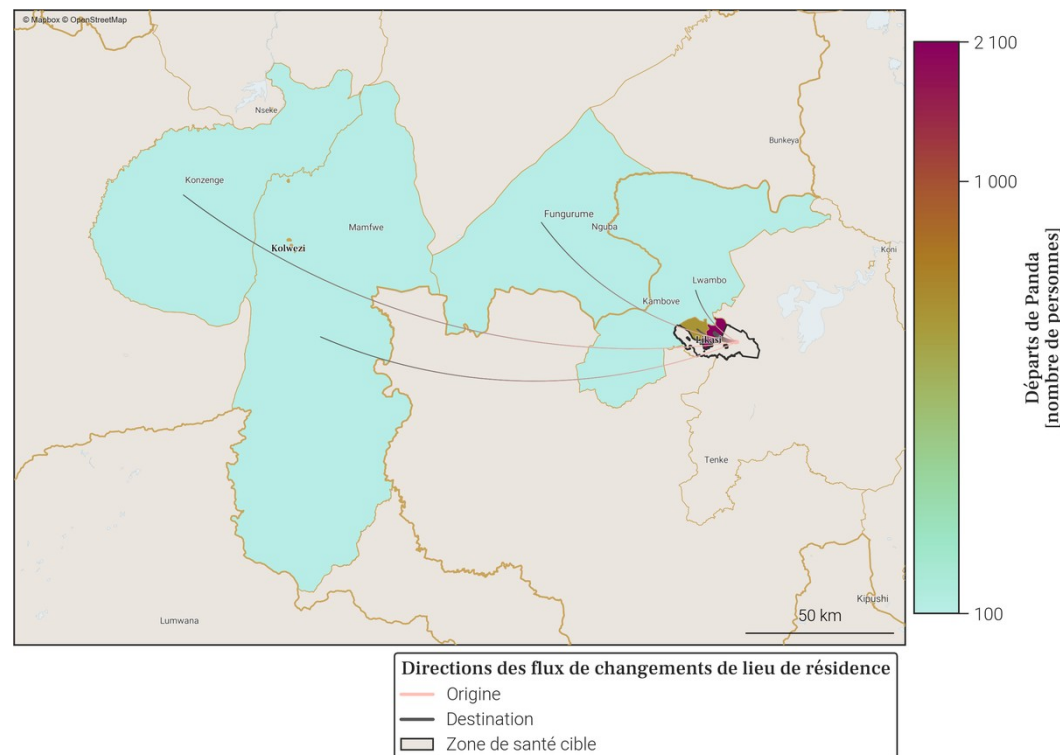 © Mapbox © OpenStreetMap
Nseke
Bunkeya
Konzenge
Fungurume
Mamfwe
Nguba
Kolwezi
Koni
Lwambo
Kambove
Likasi
Tenke
Kipushi
Lumwana
50 km
2 100
1 000
100
Départs de Panda
[nombre de personnes]
Directions des flux de changements de lieu de résidence
Origine
Destination
Zone de santé cible